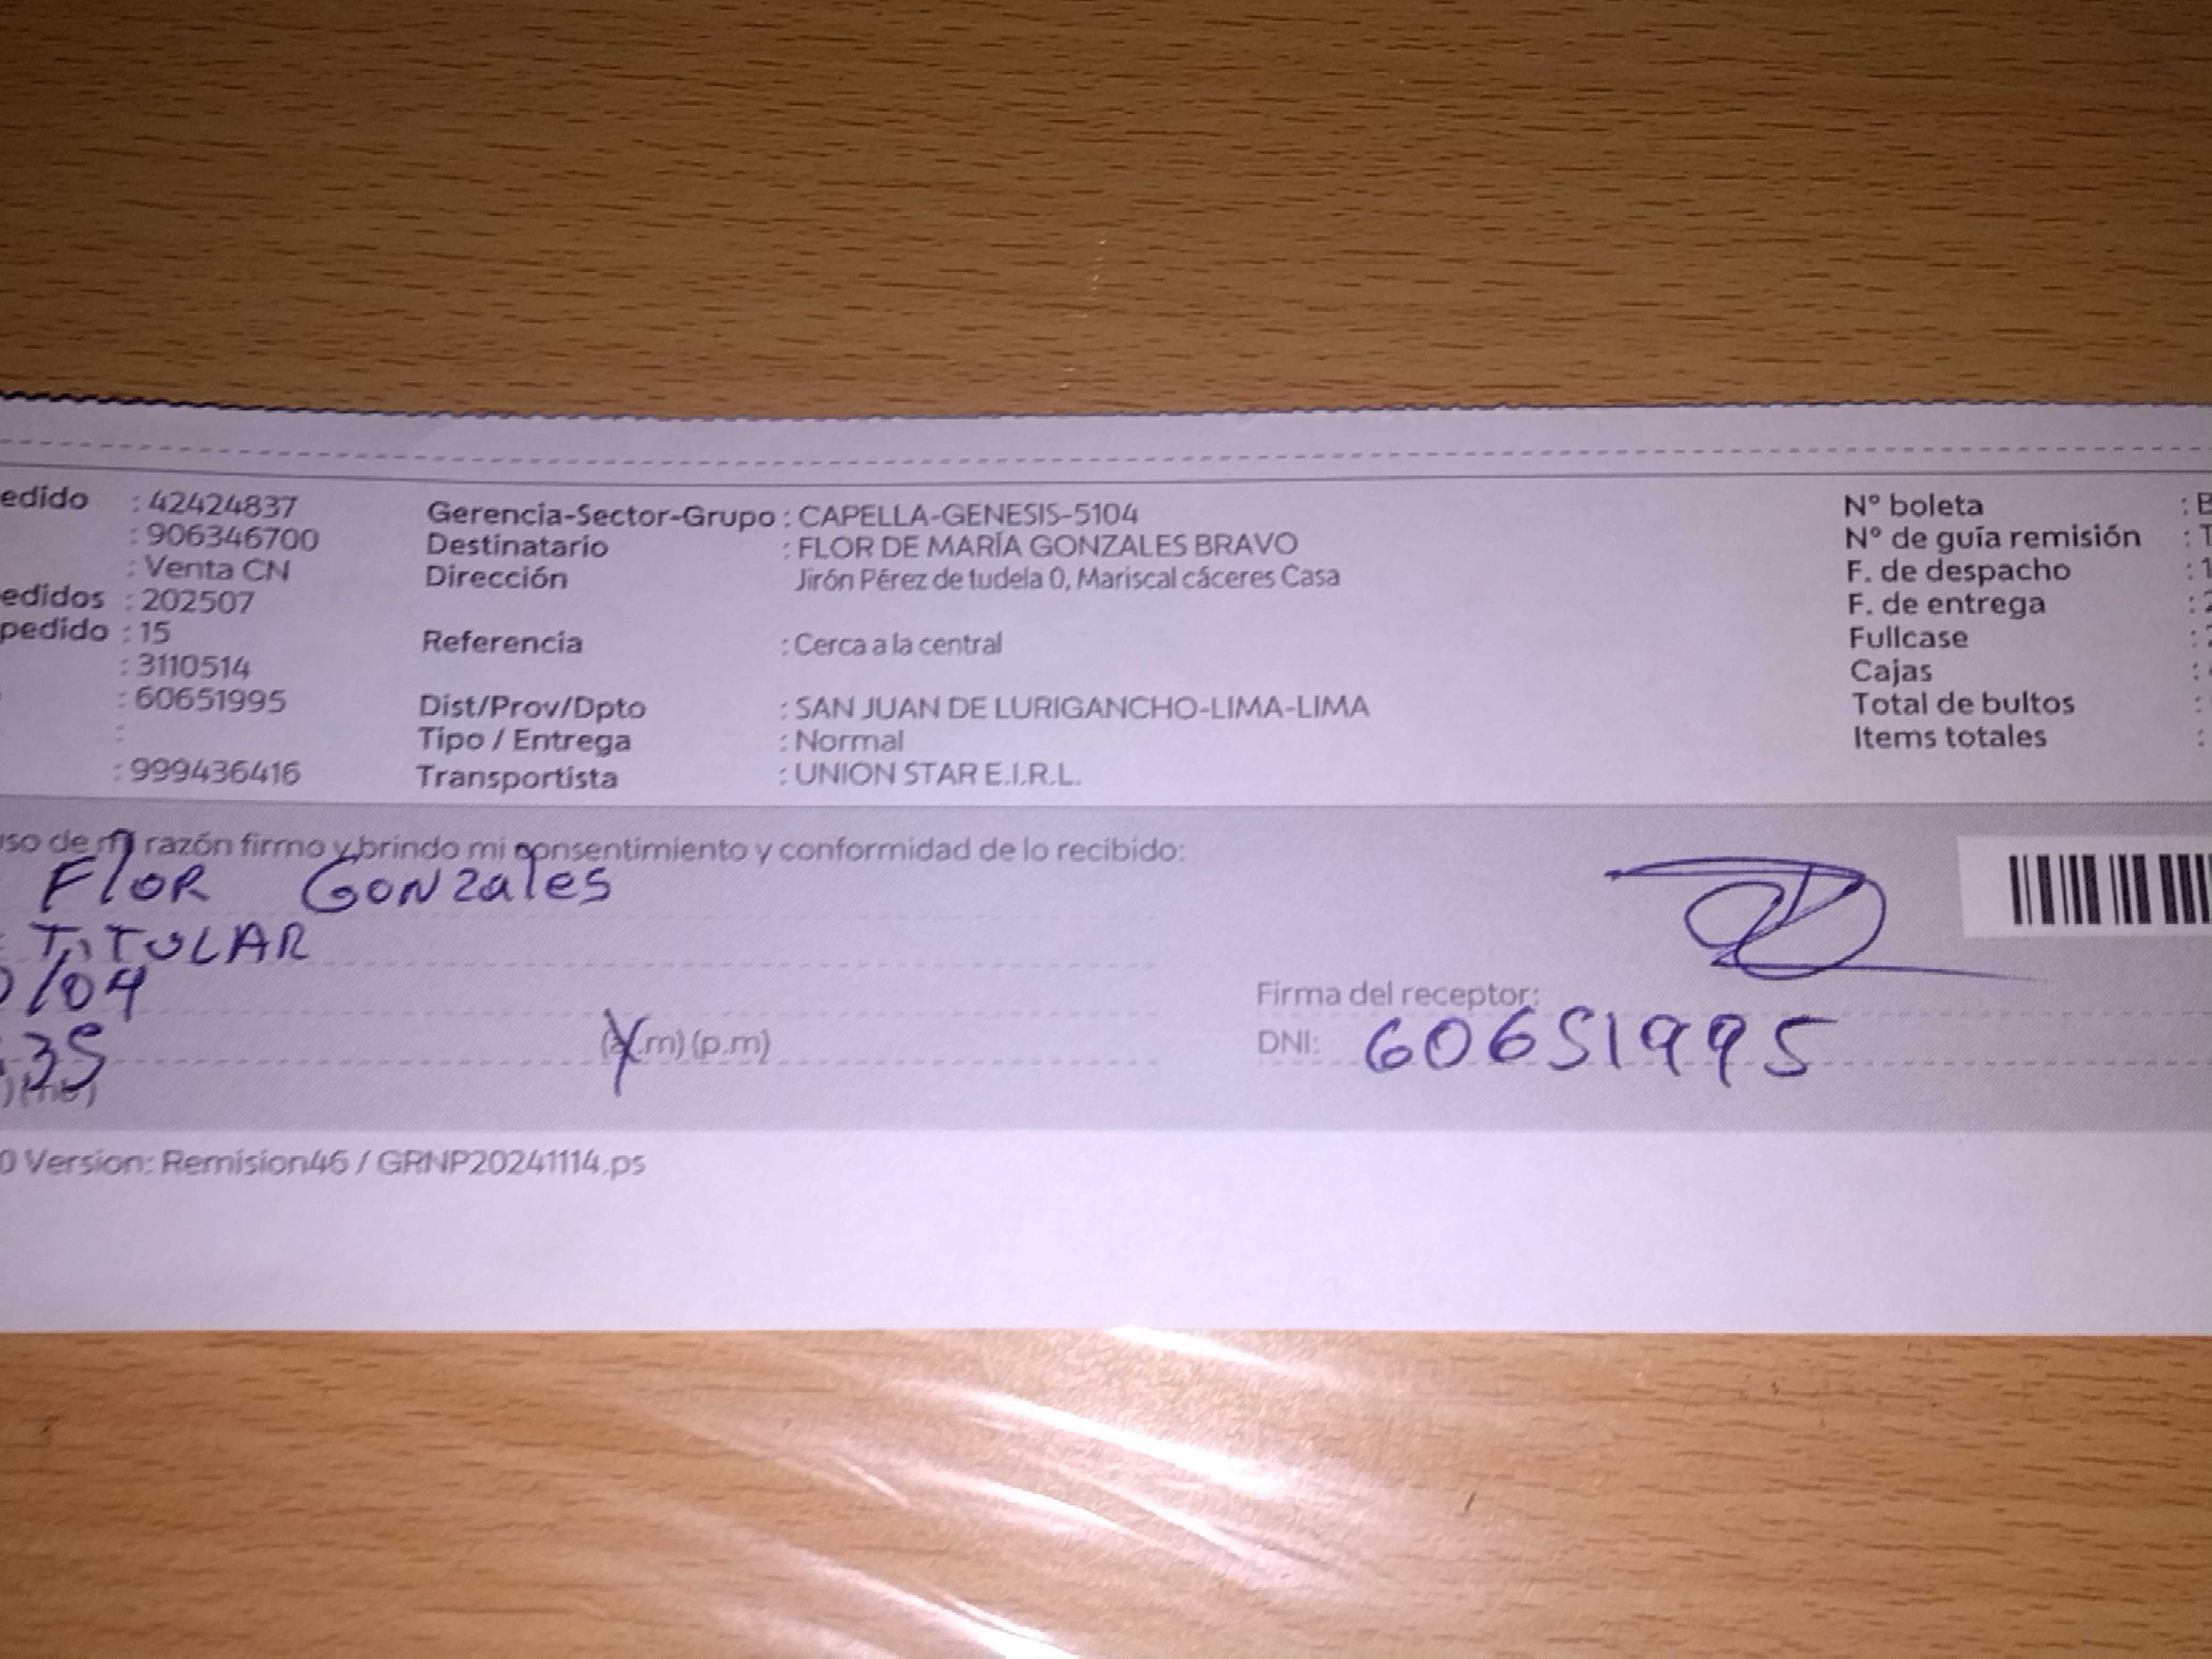 edido : 42424837
: 906346700
: Venta CN
edidos : 202507
pedido : 15
: 3110514
: 60651995
:
: 999436416
Gerencia-Sector-Grupo : CAPELLA-GENESIS-5104
Destinatario : FLOR DE MARÍA GONZALES BRAVO
Dirección Jirón Pérez de tudela 0, Mariscal cáceres Casa
Referencia : Cerca a la central
Dist/Prov/Dpto : SAN JUAN DE LURIGANCHO-LIMA-LIMA
Tipo / Entrega : Normal
Transportista : UNION STAR E.I.R.L.
Nº boleta :
Nº de guía remisión :
F. de despacho :
F. de entrega :
Fullcase :
Cajas :
Total de bultos :
Items totales :
uso de mi razón firmo y brindo mi consentimiento y conformidad de lo recibido:
FloR GoNzales
TITULAR
/04
35 (a.m) (p.m)
Firma del receptor:
DNI: 60651995
0 Version: Remision46 / GRNP20241114.ps